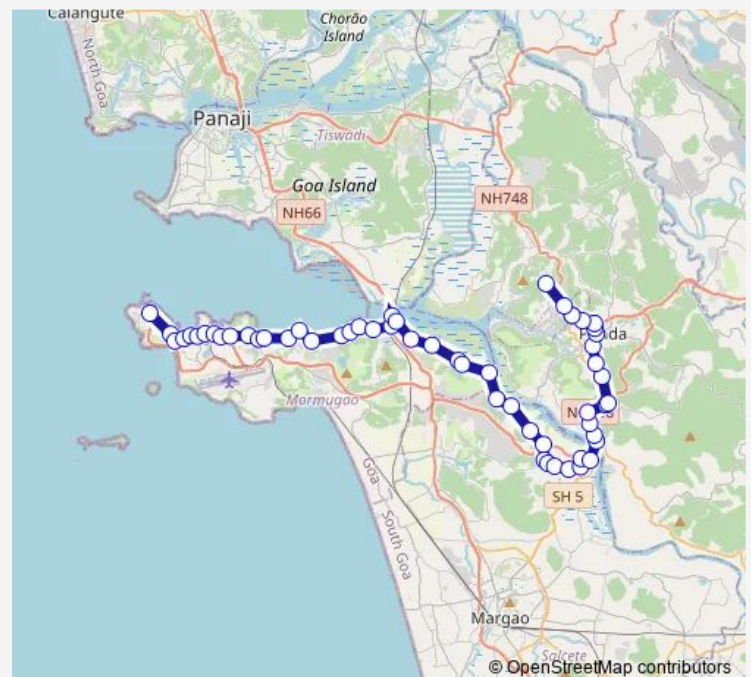 Calangute
Chorão
Island
North Goa
Panaji
Tiswadi
Goa Island
NH748
NH66
Mormugao
Goa
South Goa
SH 5
Margao
Salcete
© OpenStreetMap contributors